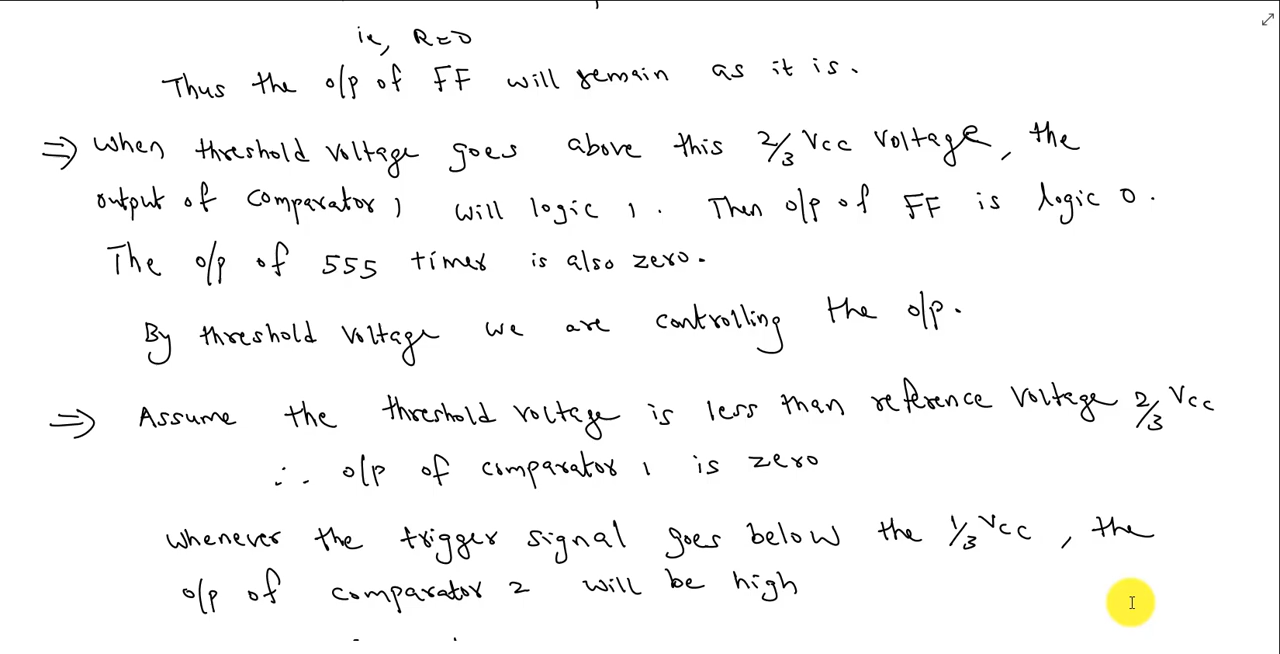 ie, R=0
Thus the o/p of FF will remain as it is.
⇒ When threshold voltage goes above this 2/3 Vcc voltage, the
output of comparator 1 will logic 1. Then o/p of FF is logic 0.
The o/p of 555 timer is also zero.
By threshold voltage we are controlling the o/p.
⇒ Assume the threshold voltage is less than reference voltage 2/3 Vcc
∴ o/p of comparator 1 is zero
Whenever the trigger signal goes below the 1/3 Vcc, the
o/p of comparator 2 will be high